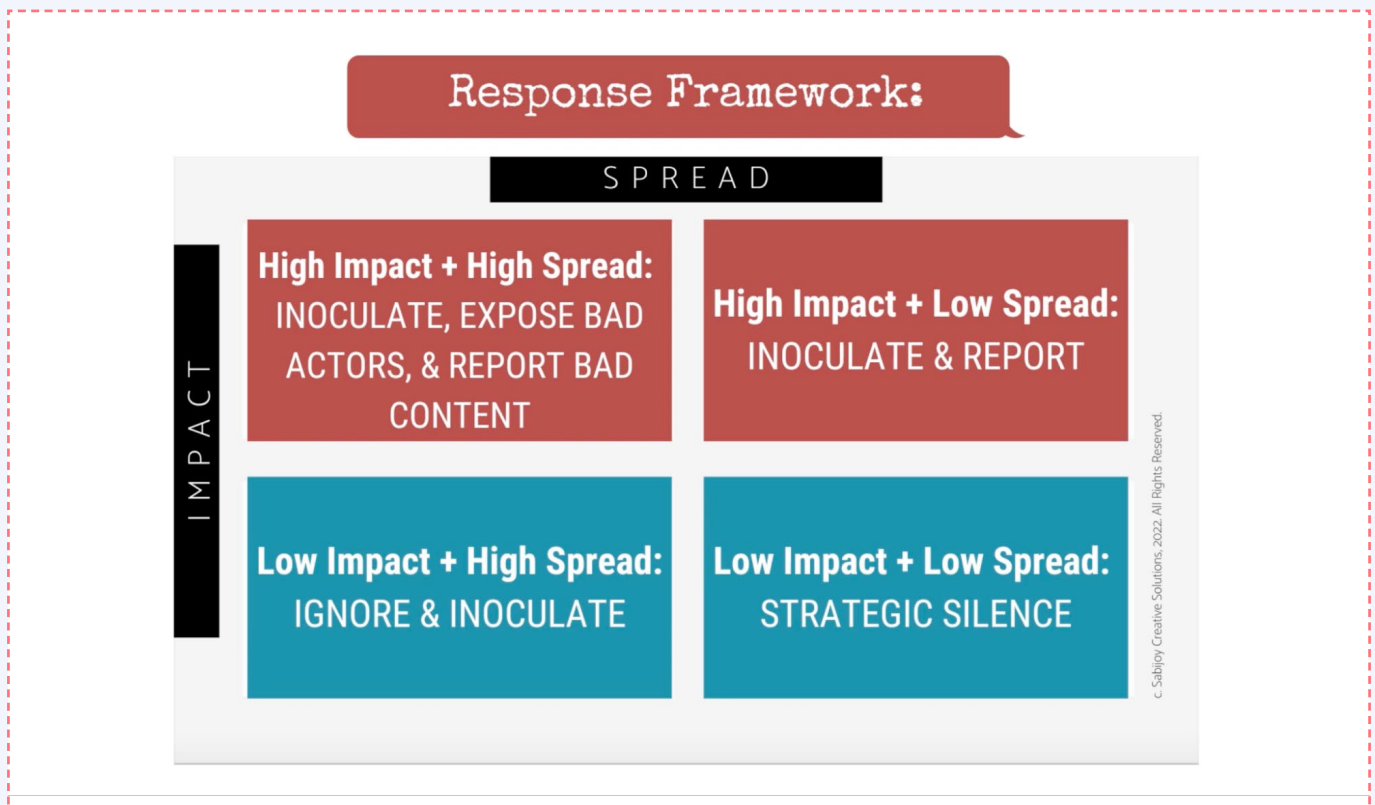 Response Framework:
SPREAD
IMPACT
High Impact + High Spread:
INOCULATE, EXPOSE BAD
ACTORS, & REPORT BAD
CONTENT
High Impact + Low Spread:
INOCULATE & REPORT
Low Impact + High Spread:
IGNORE & INOCULATE
Low Impact + Low Spread:
STRATEGIC SILENCE
c. Sabijoy Creative Solutions, 2022. All Rights Reserved.